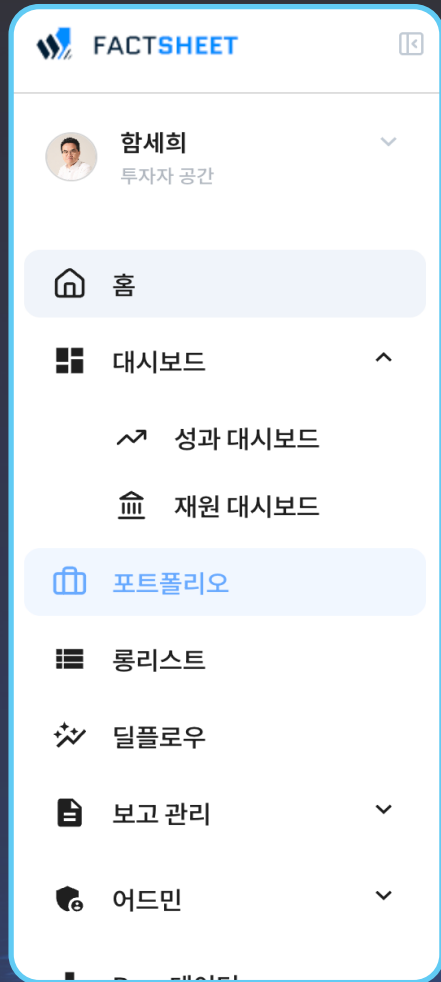 FACTSHEET
함세희
투자자 공간
홈
대시보드
성과 대시보드
재원 대시보드
포트폴리오
롱리스트
딜플로우
보고 관리
어드민